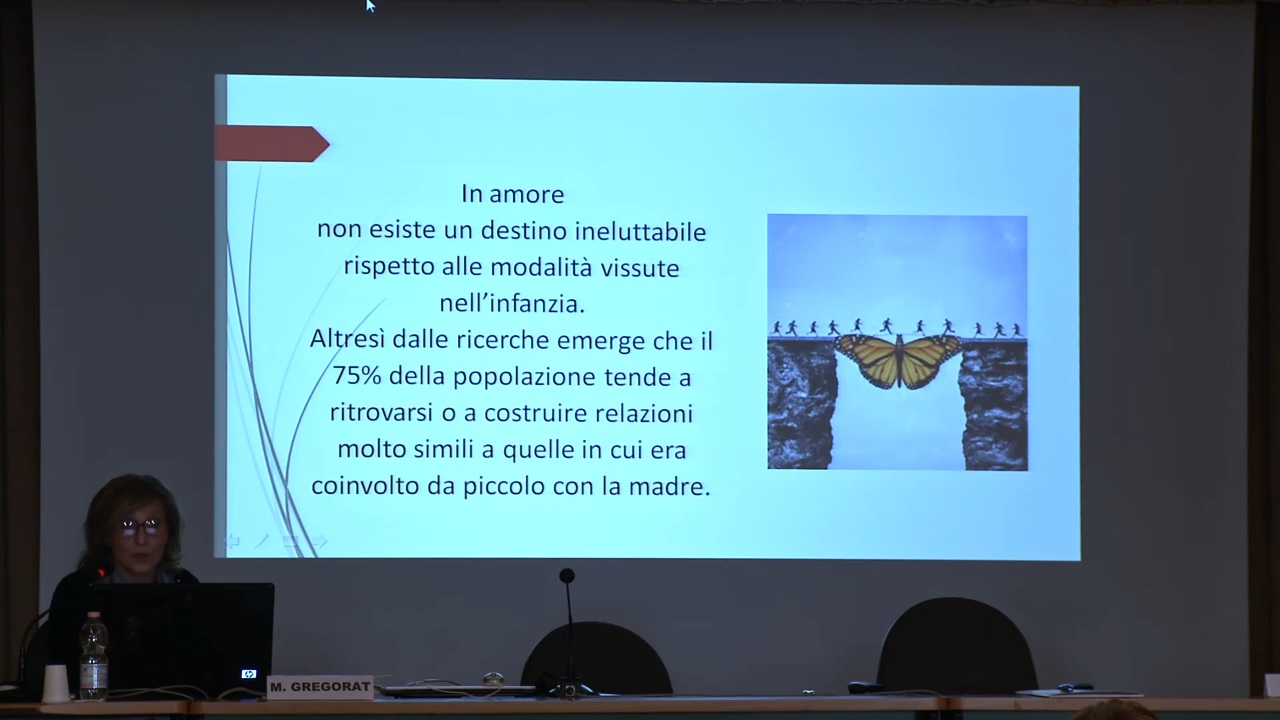 In amore
non esiste un destino ineluttabile
rispetto alle modalità vissute
nell'infanzia.
Altresì dalle ricerche emerge che il
75% della popolazione tende a
ritrovarsi o a costruire relazioni
molto simili a quelle in cui era
coinvolto da piccolo con la madre.
hp
M. GREGORAT